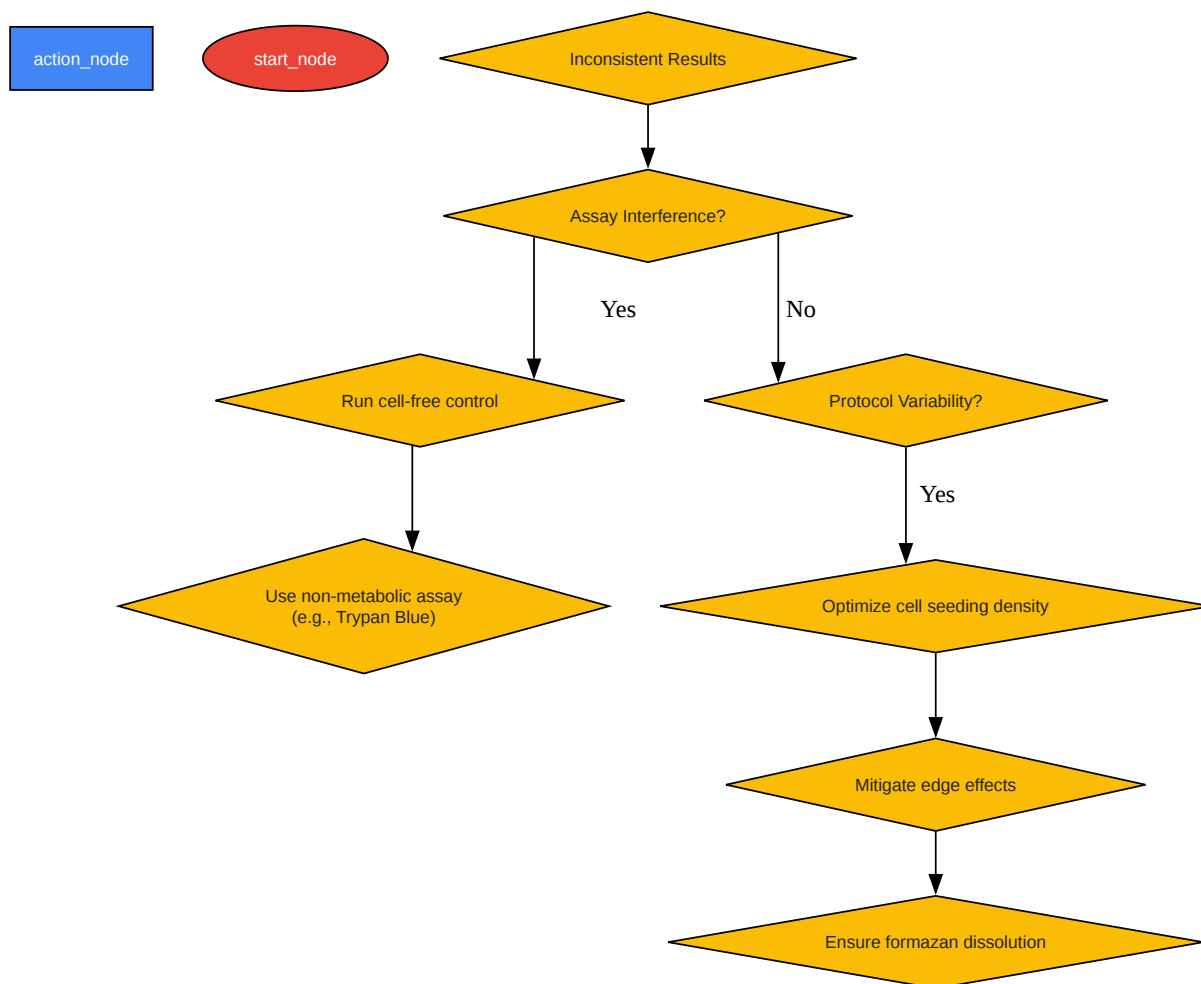 action_node
start_node
Inconsistent Results
Assay Interference?
Yes
No
Run cell-free control
Protocol Variability?
Yes
Use non-metabolic assay
(e.g., Trypan Blue)
Optimize cell seeding density
Mitigate edge effects
Ensure formazan dissolution